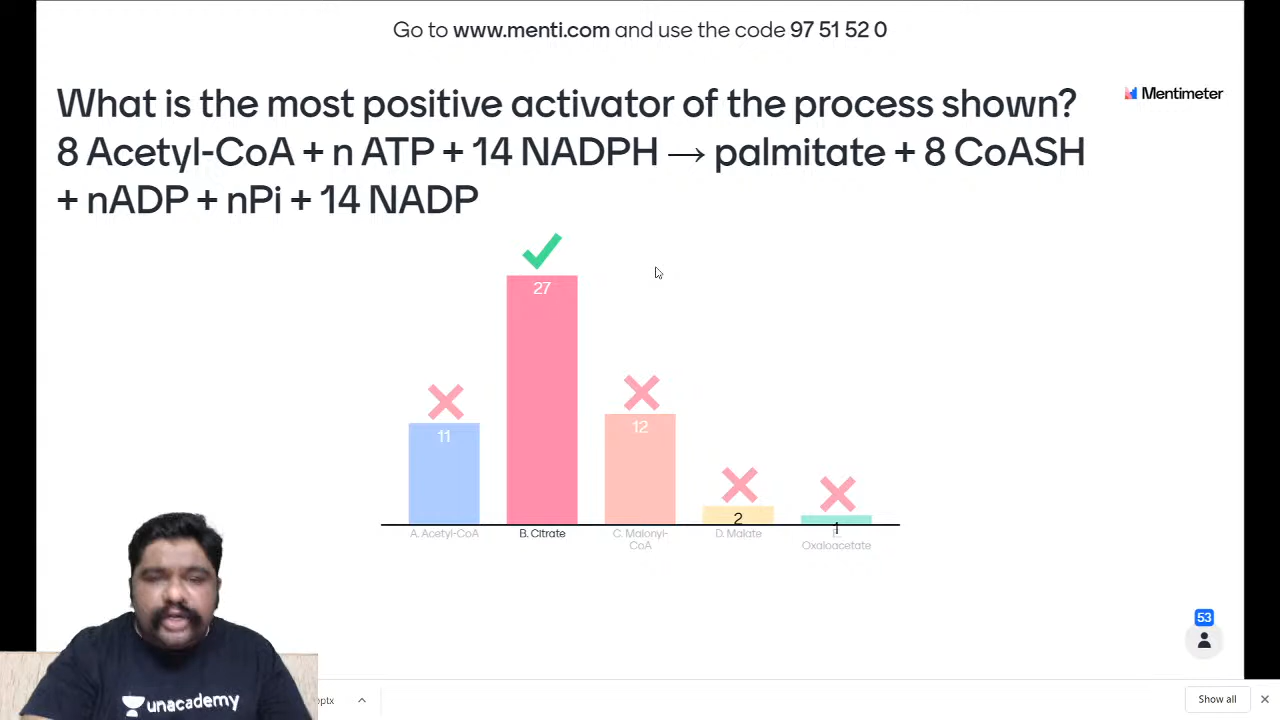 Go to www.menti.com and use the code 97 51 52 0
What is the most positive activator of the process shown?
8 Acetyl-CoA + n ATP + 14 NADPH → palmitate + 8 CoASH
+ nADP + nPi + 14 NADP
Mentimeter
27
11
12
2
1
A. Acetyl-CoA
B. Citrate
C. Malonyl-
CoA
D. Malate
Oxaloacetate
53
unacademy
pptx
Show all